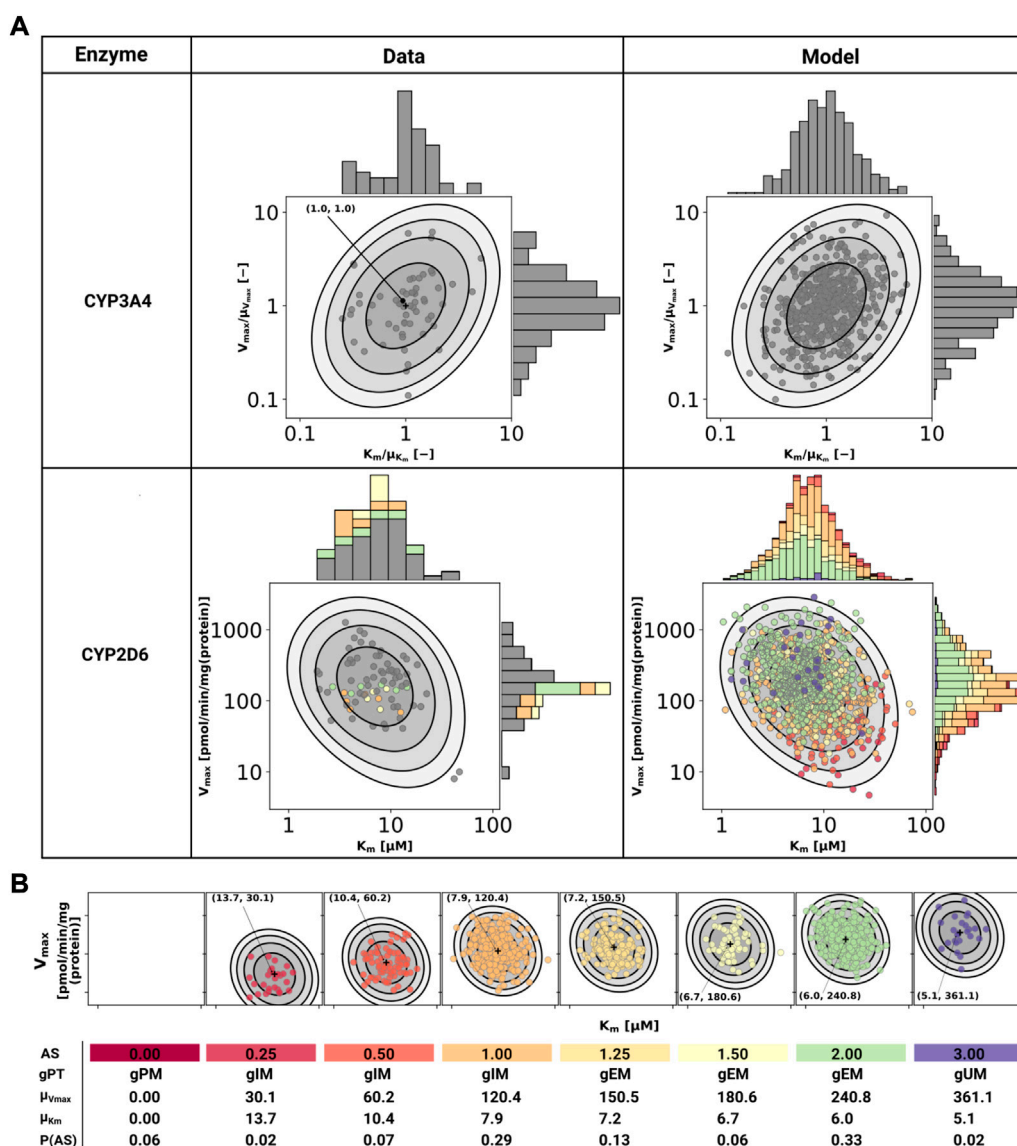 A
Enzyme Data Model
CYP3A4
(1.0, 1.0)
10
1
0.1
Vmax/μVmax [–]
0.1 1 10
Km/μKm [–]
10
1
0.1
Vmax/μVmax [–]
0.1 1 10
Km/μKm [–]
CYP2D6
1000
100
10
Vmax [pmol/min/mg(protein)]
1 10 100
Km [μM]
1000
100
10
Vmax [pmol/min/mg(protein)]
1 10 100
Km [μM]
B
Vmax
[pmol/min/mg
(protein)]
(13.7, 30.1) (10.4, 60.2) (7.9, 120.4) (7.2, 150.5)
(6.7, 180.6) (6.0, 240.8) (5.1, 361.1)
Km [μM]
AS 0.00 0.25 0.50 1.00 1.25 1.50 2.00 3.00
gPT gPM gIM gIM gIM gEM gEM gEM gUM
μVmax 0.00 30.1 60.2 120.4 150.5 180.6 240.8 361.1
μKm 0.00 13.7 10.4 7.9 7.2 6.7 6.0 5.1
P(AS) 0.06 0.02 0.07 0.29 0.13 0.06 0.33 0.02